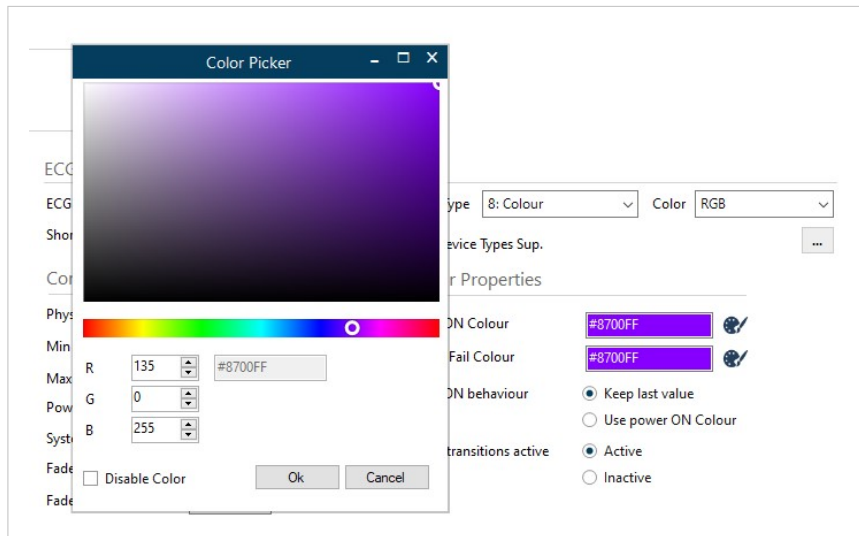 Color Picker
ECG
ECG
ype 8: Colour Color RGB
Shor
evice Types Sup. ...
Cor
r Properties
Phys
ON Colour #8700FF
Min
Fail Colour #8700FF
R 135 #8700FF
Max
ON behaviour Keep last value
G 0
Pow
Use power ON Colour
B 255
Syste
transitions active Active
Fade
Disable Color Ok Cancel
Inactive
Fade